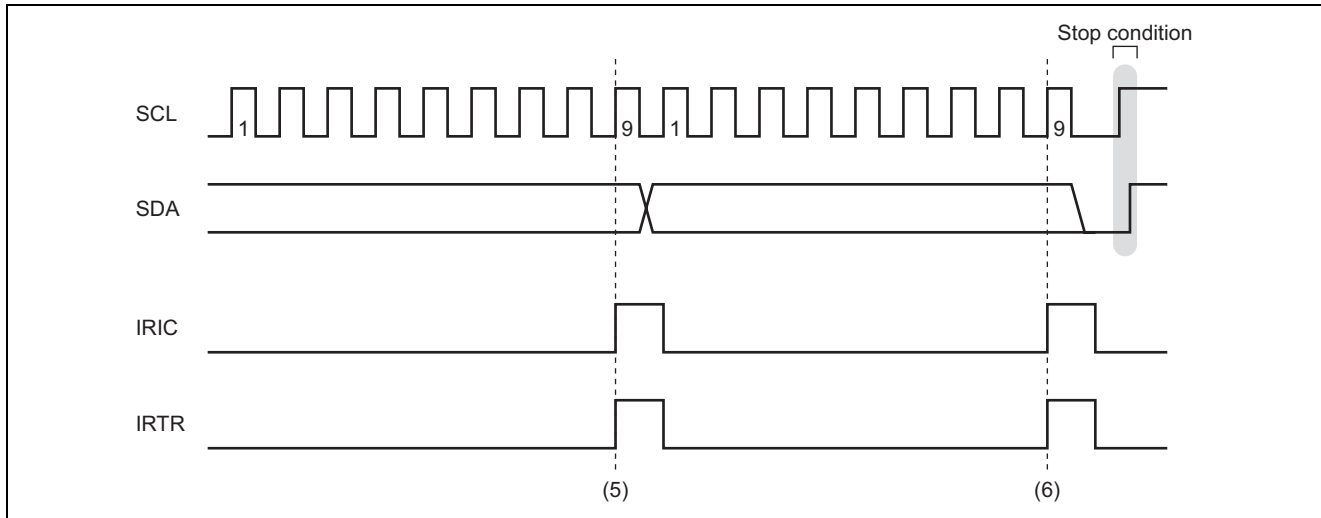 Stop condition
SCL
1
9
1
9
SDA
IRIC
IRTR
(5)
(6)